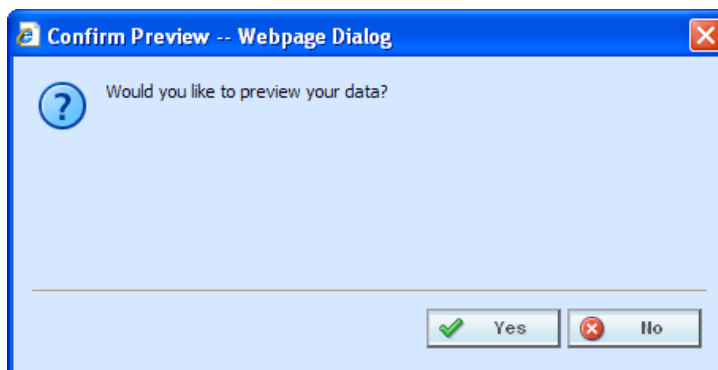 Confirm Preview -- Webpage Dialog
Would you like to preview your data?
Yes No